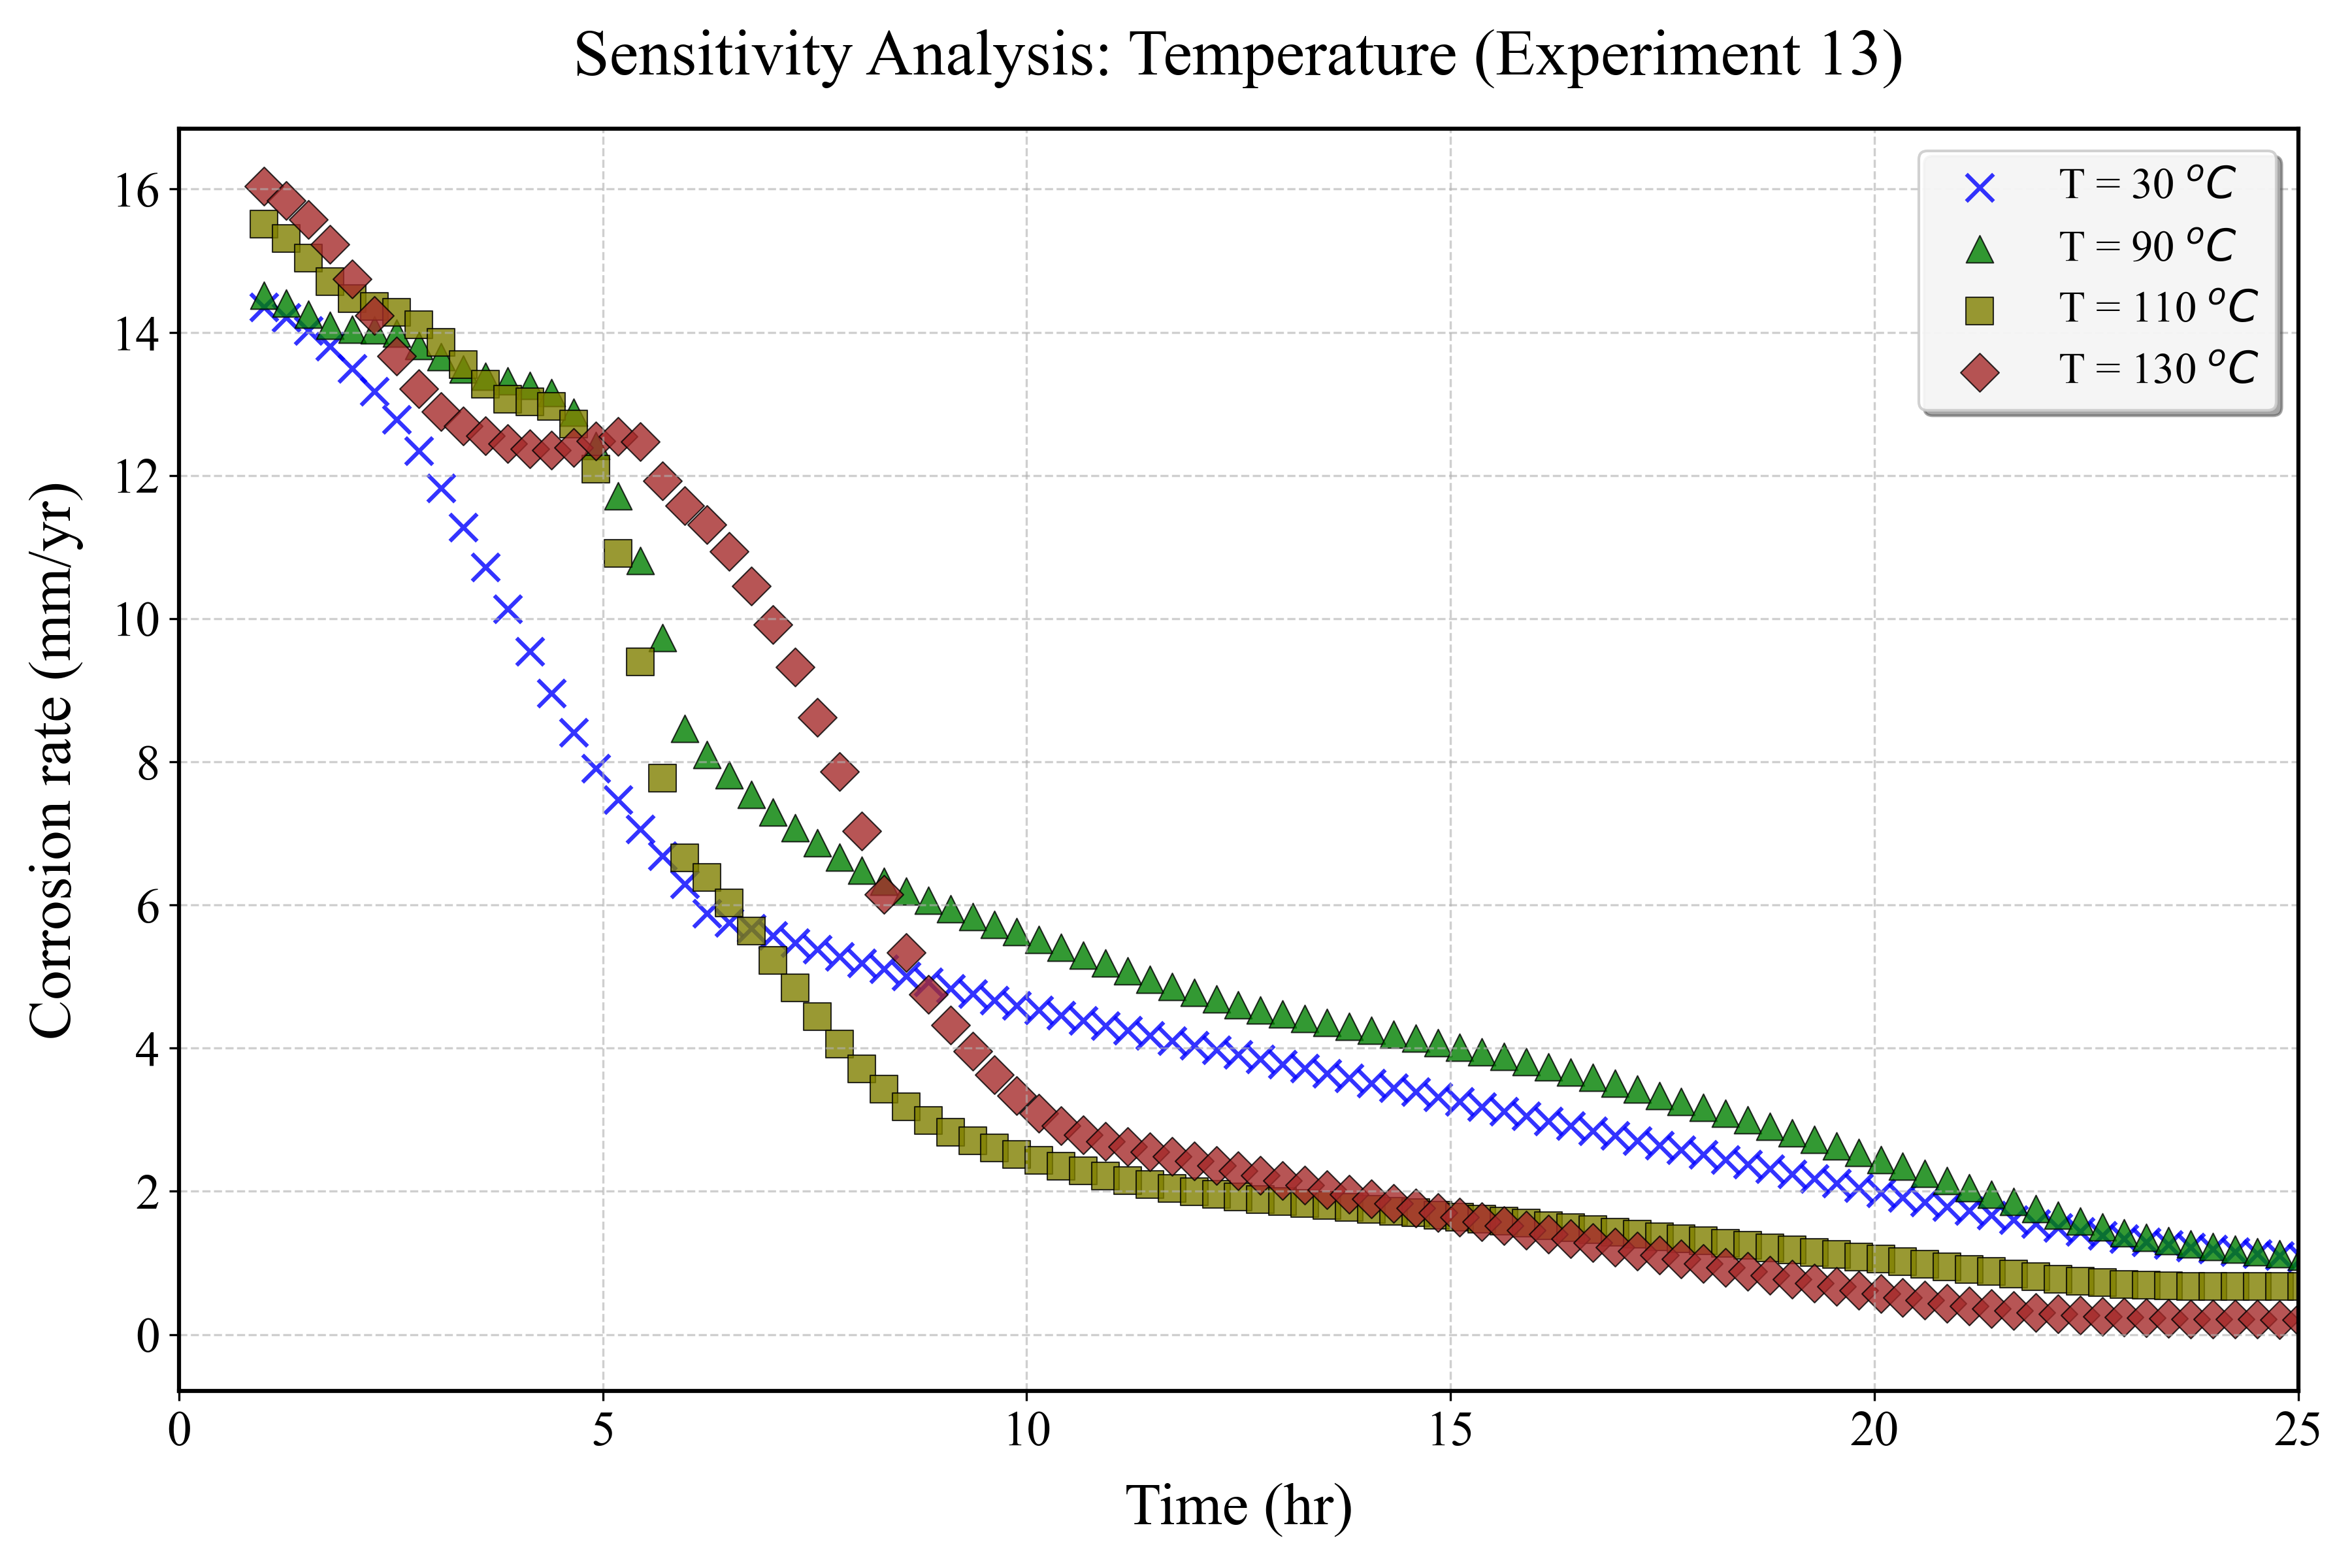 Sensitivity Analysis: Temperature (Experiment 13)
T = 30 °C
T = 90 °C
T = 110 °C
T = 130 °C
Corrosion rate (mm/yr)
16
14
12
10
8
6
4
2
0
0 5 10 15 20 25
Time (hr)